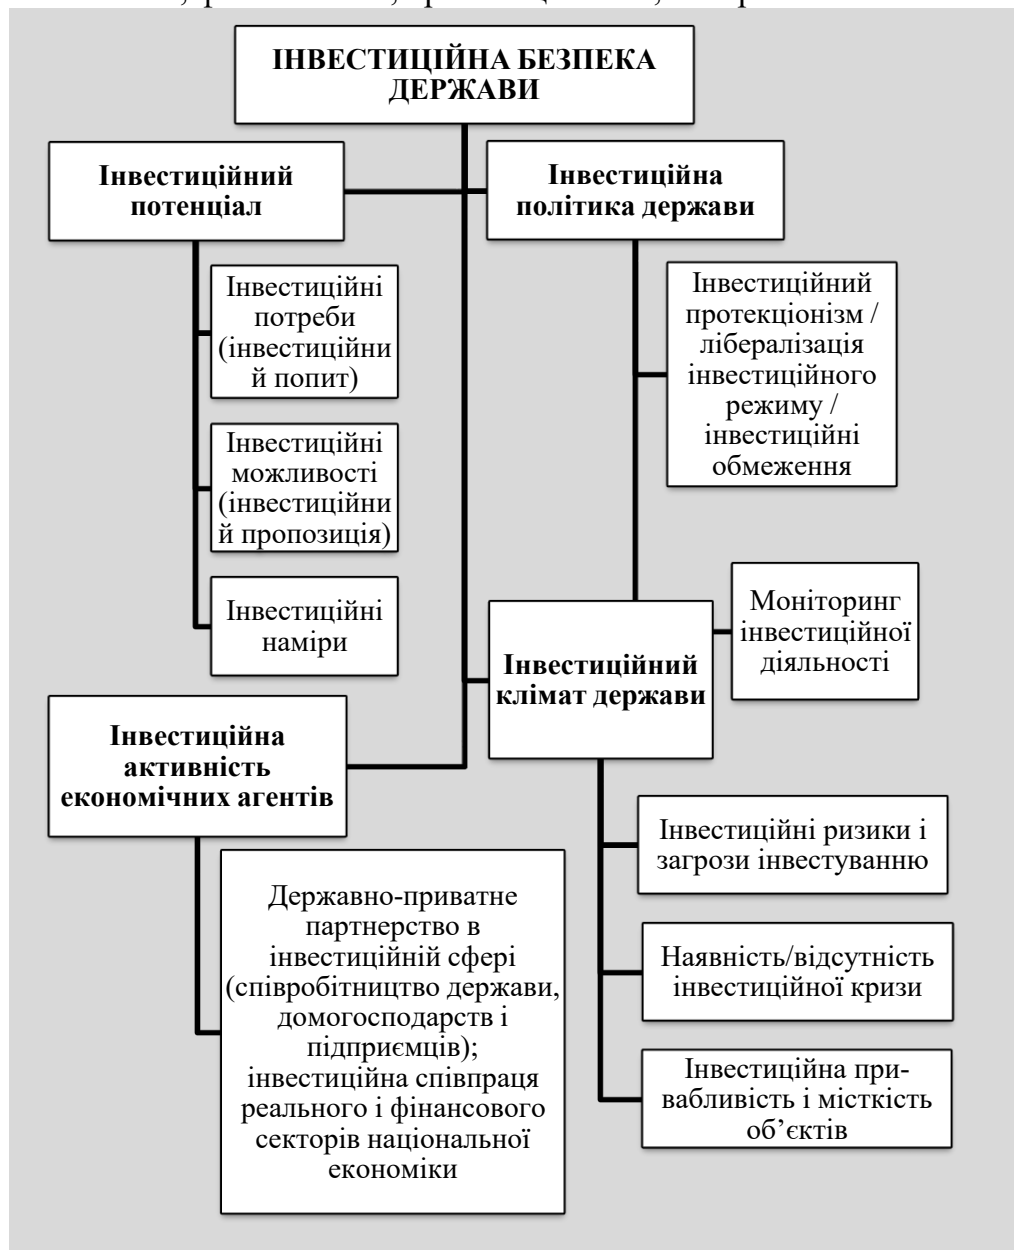 ІНВЕСТИЦІЙНА БЕЗПЕКА
ДЕРЖАВИ
Інвестиційний
потенціал
Інвестиційна
політика держави
Інвестиційні
потреби
(інвестиційни
й попит)
Інвестиційний
протекціонізм /
лібералізація
інвестиційного
режиму /
інвестиційні
обмеження
Інвестиційні
можливості
(інвестиційни
й пропозиція)
Інвестиційні
наміри
Моніторинг
інвестиційної
діяльності
Інвестиційний
клімат держави
Інвестиційна
активність
економічних агентів
Інвестиційні ризики і
загрози інвестуванню
Державно-приватне
партнерство в
інвестиційній сфері
(співробітництво держави,
домогосподарств і
підприємців);
інвестиційна співпраця
реального і фінансового
секторів національної
економіки
Наявність/відсутність
інвестиційної кризи
Інвестиційна при-
вабливість і місткість
об’єктів